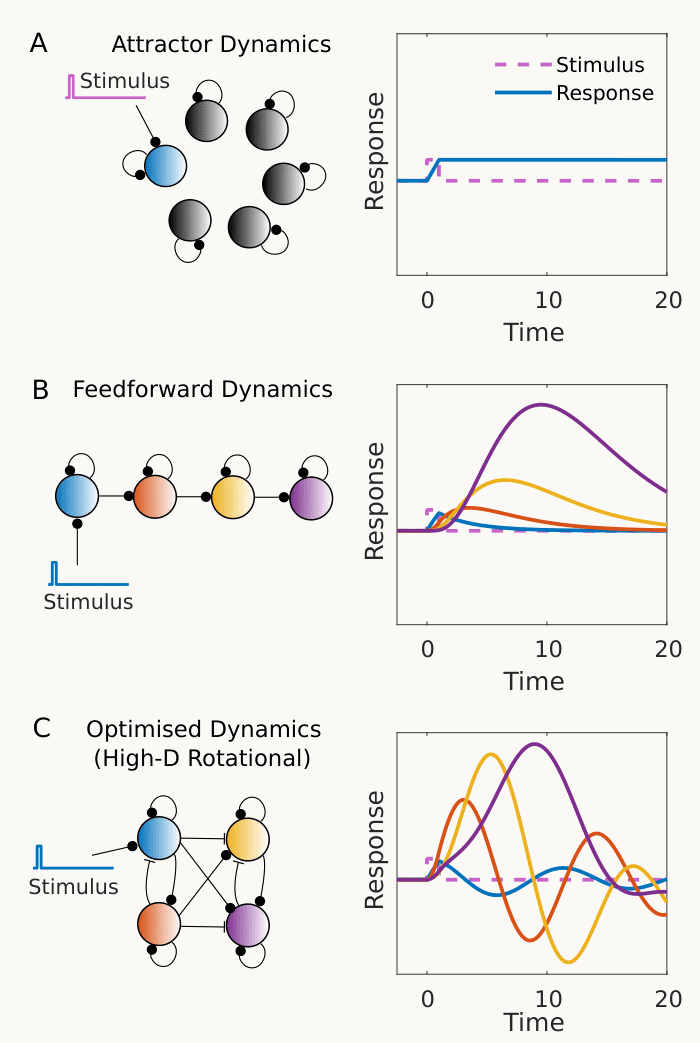 A
Attractor Dynamics
Stimulus
Stimulus
Response
Response
0
10
20
Time
B
Feedforward Dynamics
Stimulus
Response
0
10
20
Time
C
Optimised Dynamics
(High-D Rotational)
Stimulus
Response
0
10
20
Time